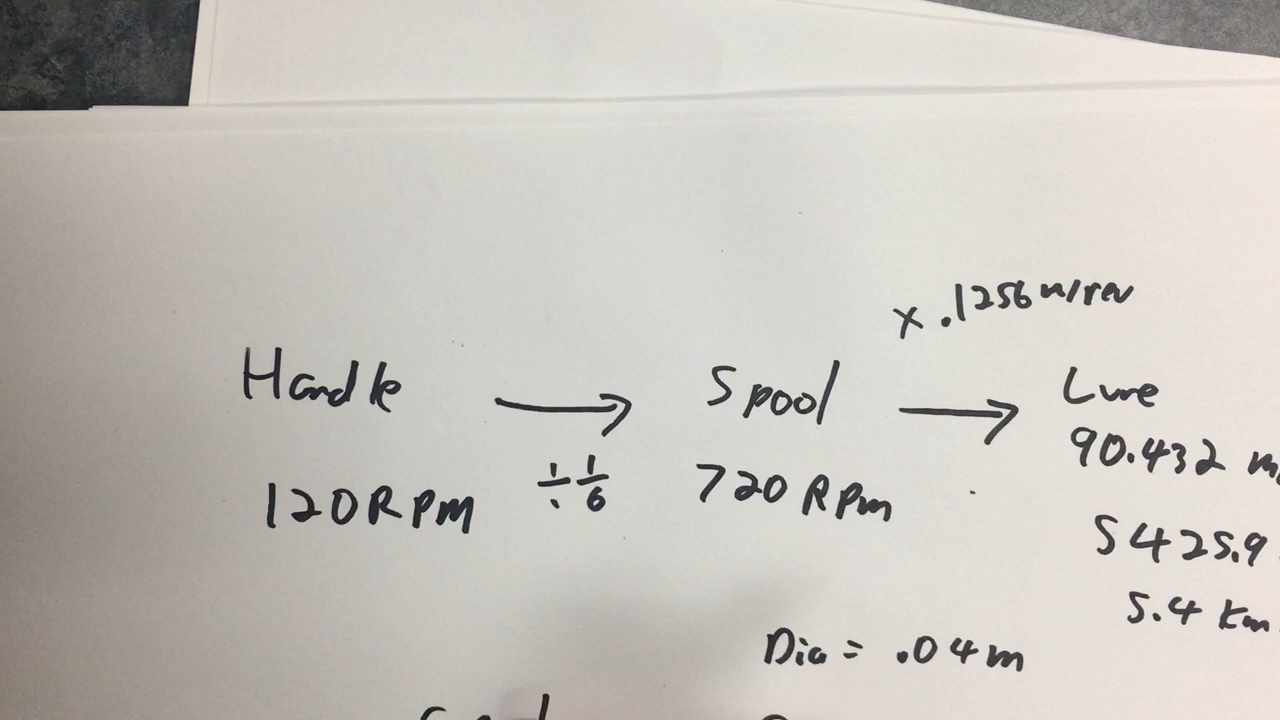 x .1256 m/rev
Handle → Spool → Lure
120 RPM ÷ 1/6 720 RPM 90.432 m
5425.9
5.4 Km
Dia = .04m